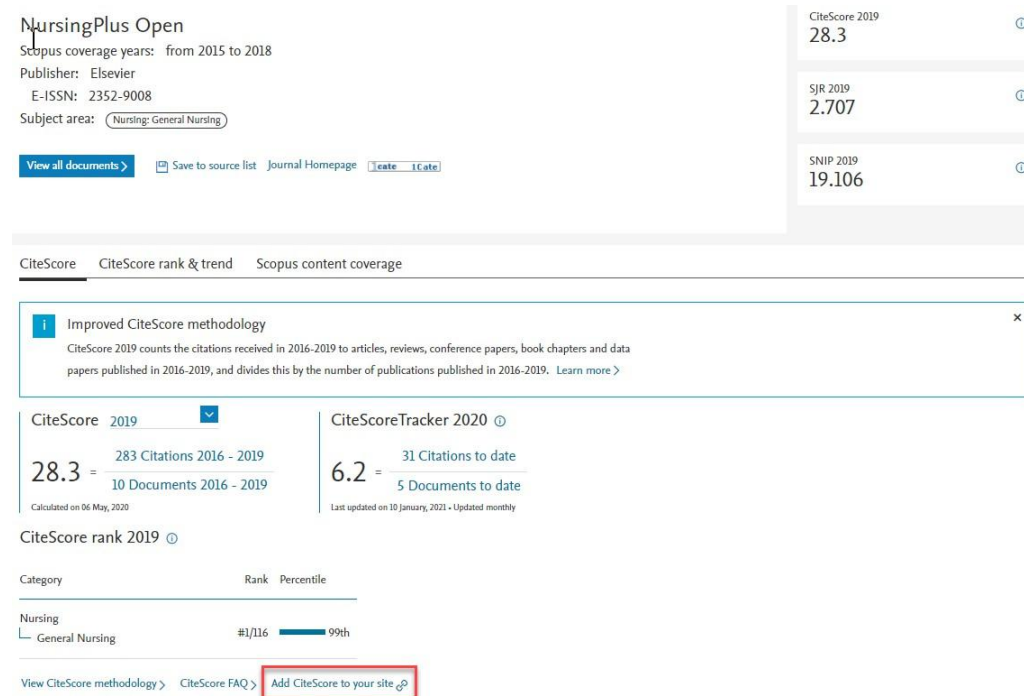 NursingPlus Open
Scopus coverage years: from 2015 to 2018
Publisher: Elsevier
E-ISSN: 2352-9008
Subject area: Nursing: General Nursing
View all documents > Save to source list Journal Homepage 1Cate
CiteScore 2019
28.3
SJR 2019
2.707
SNIP 2019
19.106
CiteScore CiteScore rank & trend Scopus content coverage
i Improved CiteScore methodology ×
CiteScore 2019 counts the citations received in 2016-2019 to articles, reviews, conference papers, book chapters and data
papers published in 2016-2019, and divides this by the number of publications published in 2016-2019. Learn more >
CiteScore 2019
28.3 =
283 Citations 2016 - 2019
10 Documents 2016 - 2019
Calculated on 06 May, 2020
CiteScoreTracker 2020
6.2 =
31 Citations to date
5 Documents to date
Last updated on 10 January, 2021 • Updated monthly
CiteScore rank 2019
Category Rank Percentile
Nursing
General Nursing #1/116 99th
View CiteScore methodology > CiteScore FAQ > Add CiteScore to your site